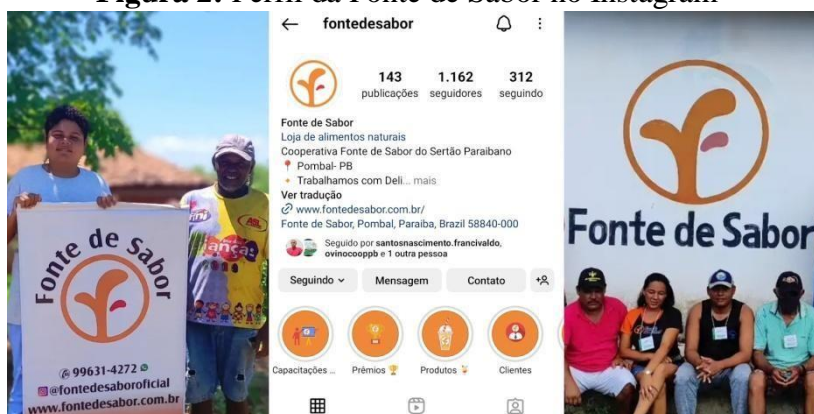 Figura 2: Perfil da Fonte de Sabor no Instagram
fontedesabor
143
1.162
312
publicações
seguidores
seguindo
Fonte de Sabor
Loja de alimentos naturais
Cooperativa Fonte de Sabor do Sertão Paraibano
Pombal- PB
Trabalhamos com Deli... mais
Ver tradução
www.fontedesabor.com.br/
Fonte de Sabor, Pombal, Paraiba, Brazil 58840-000
Seguido por santosnascimento.francivaldo,
ovinocooppb e 1 outra pessoa
Seguindo
Mensagem
Contato
Capacitações ...
Prêmios
Produtos
Clientes
Fonte de Sabor
99631-4272
@fontedesaboroficial
www.fontedesabor.com.br
Fonte de Sabor